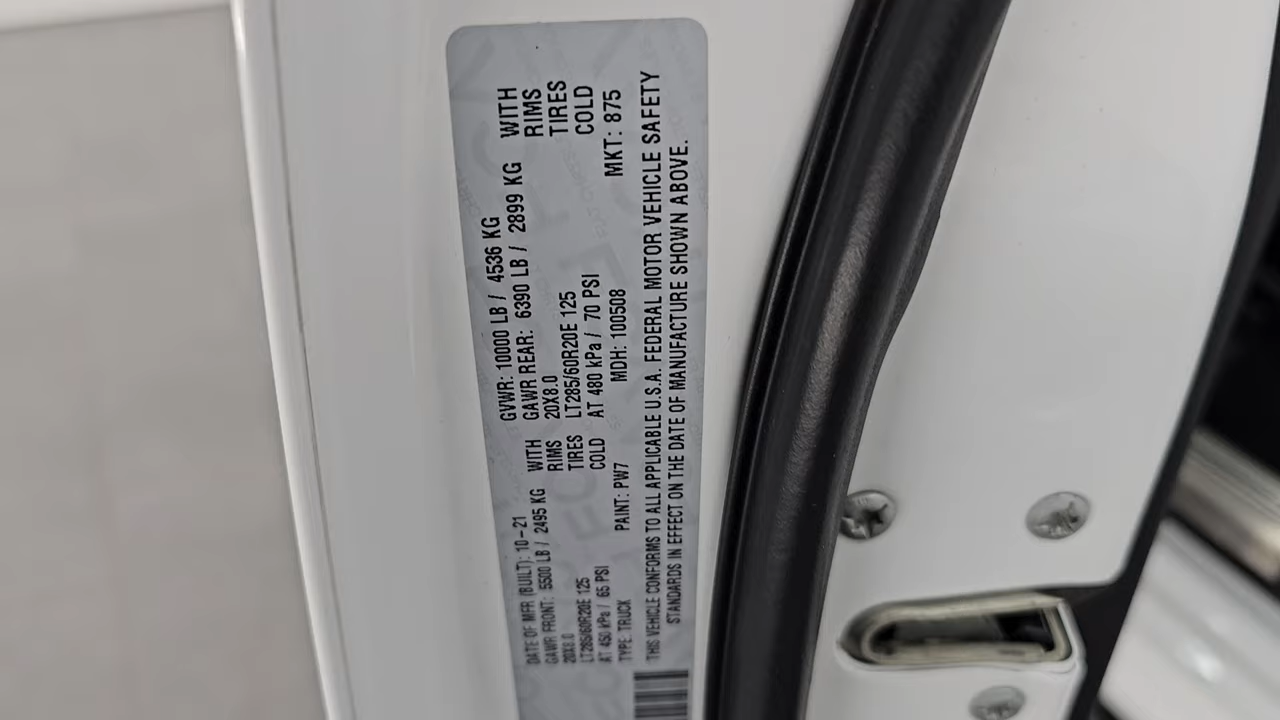 DATE OF MFR (BUILT): 10-21 GVWR: 10000 LB / 4536 KG
GAWR FRONT: 5500 LB / 2495 KG WITH GAWR REAR: 6390 LB / 2899 KG WITH
20X8.0 RIMS 20X8.0 RIMS
LT285/60R20E 125 TIRES LT285/60R20E 125 TIRES
AT 450 kPa / 65 PSI COLD AT 480 kPa / 70 PSI COLD
TYPE: TRUCK PAINT: PW7 MDH: 100508 MKT: 875
THIS VEHICLE CONFORMS TO ALL APPLICABLE U.S.A. FEDERAL MOTOR VEHICLE SAFETY
STANDARDS IN EFFECT ON THE DATE OF MANUFACTURE SHOWN ABOVE.